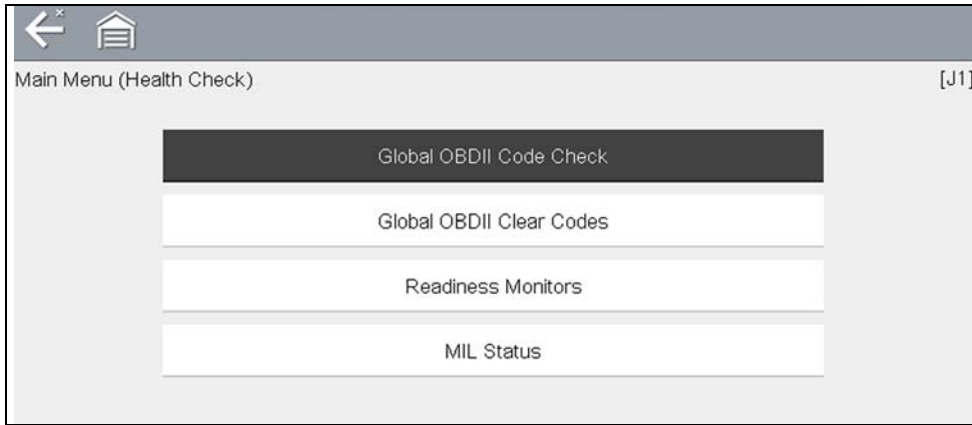 Main Menu (Health Check) [J1]
Global OBDII Code Check
Global OBDII Clear Codes
Readiness Monitors
MIL Status